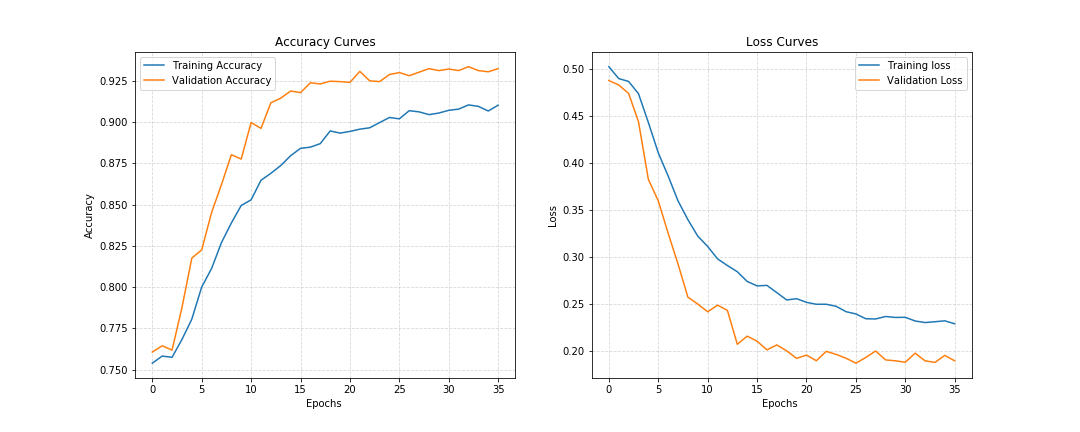 Accuracy Curves
Training Accuracy
Validation Accuracy
0.925
0.900
0.875
0.850
0.825
0.800
0.775
0.750
Accuracy
0 5 10 15 20 25 30 35
Epochs
Loss Curves
Training loss
Validation Loss
0.50
0.45
0.40
0.35
0.30
0.25
0.20
Loss
0 5 10 15 20 25 30 35
Epochs